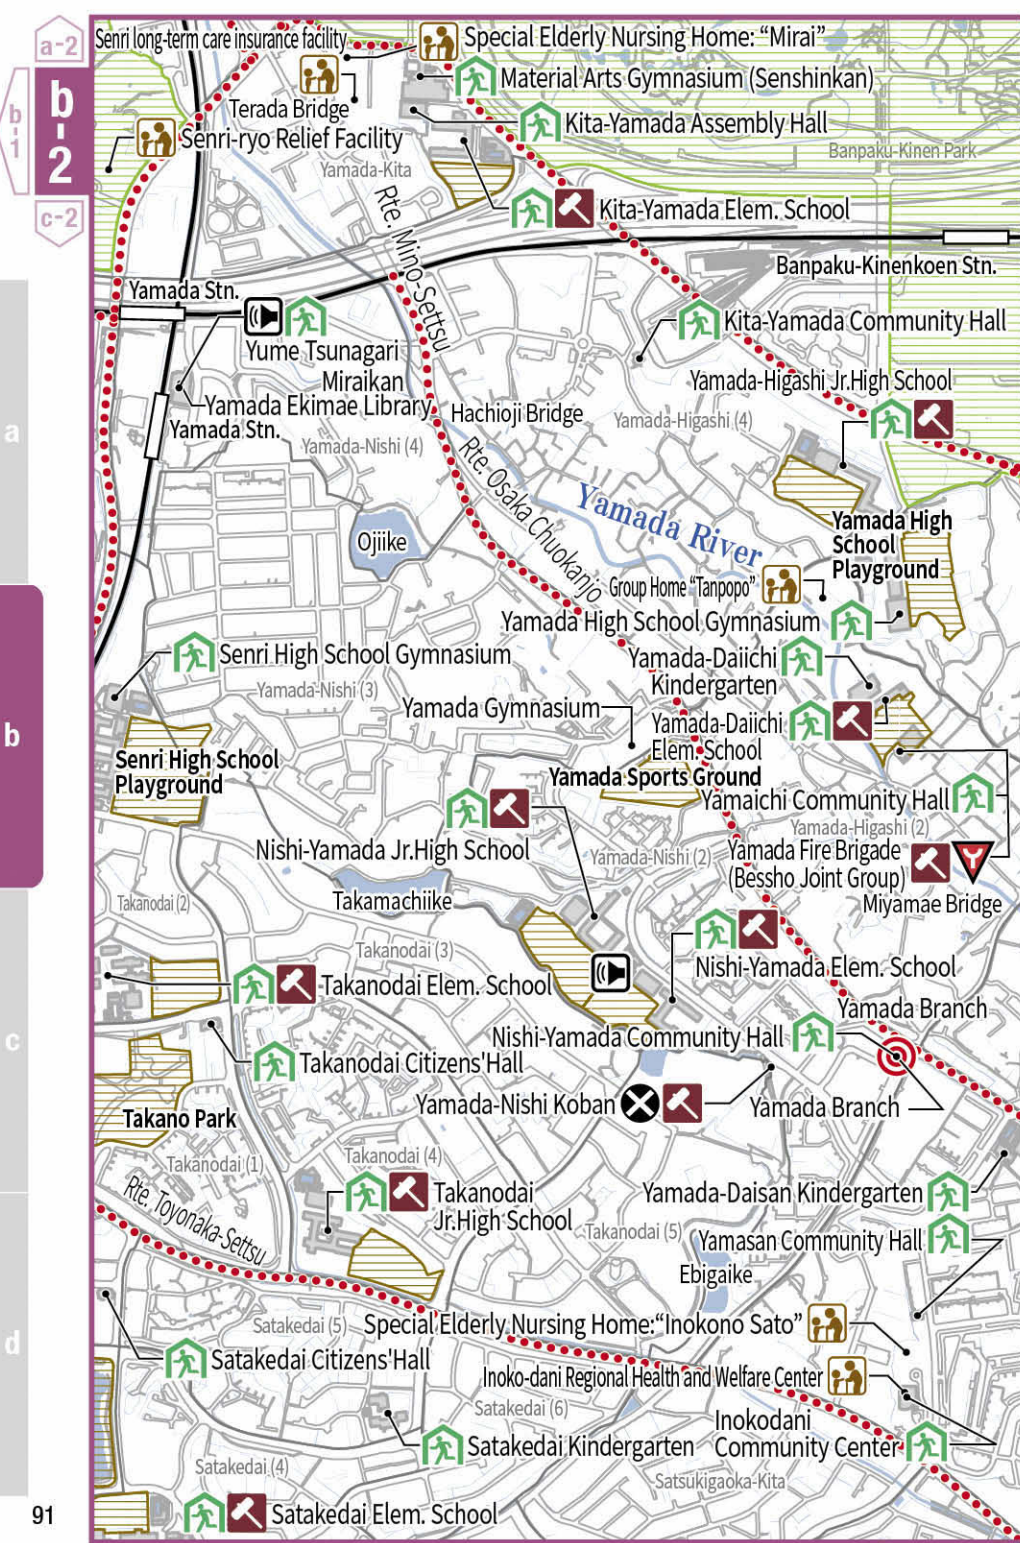 a-2
b-1
b-2
c-2
a
b
c
d
91
Senri long-term care insurance facility
Special Elderly Nursing Home: “Mirai”
Material Arts Gymnasium (Senshinkan)
Terada Bridge
Kita-Yamada Assembly Hall
Senri-ryo Relief Facility
Banpaku-Kinen Park
Yamada-Kita
Rte. Mino-Settsu
Kita-Yamada Elem. School
Banpaku-Kinenkoen Stn.
Yamada Stn.
Kita-Yamada Community Hall
Yume Tsunagari
Miraikan
Yamada-Higashi Jr.High School
Yamada Ekimae Library
Hachioji Bridge
Yamada-Higashi (4)
Yamada Stn.
Yamada-Nishi (4)
Rte. Osaka Chuokanjo
Yamada River
Ojiike
Yamada High
School
Playground
Group Home “Tanpopo”
Yamada High School Gymnasium
Senri High School Gymnasium
Yamada-Daiichi
Kindergarten
Yamada-Nishi (3)
Yamada Gymnasium
Yamada-Daiichi
Elem. School
Senri High School
Playground
Yamada Sports Ground
Yamaichi Community Hall
Yamada-Higashi (2)
Nishi-Yamada Jr.High School
Yamada-Nishi (2)
Yamada Fire Brigade
(Bessho Joint Group)
Miyamae Bridge
Takanodai (2)
Takamachiike
Takanodai (3)
Nishi-Yamada Elem. School
Takanodai Elem. School
Yamada Branch
Nishi-Yamada Community Hall
Takanodai Citizens'Hall
Yamada-Nishi Koban
Yamada Branch
Takano Park
Takanodai (4)
Takanodai (1)
Rte. Toyonaka-Settsu
Takanodai
Jr.High School
Yamada-Daisan Kindergarten
Takanodai (5)
Yamasan Community Hall
Ebigaike
Satakedai (5)
Special Elderly Nursing Home:“Inokono Sato”
Satakedai Citizens'Hall
Inoko-dani Regional Health and Welfare Center
Satakedai (6)
Inokodani
Community Center
Satakedai Kindergarten
Satakedai (4)
Satsukigaoka-Kita
Satakedai Elem. School